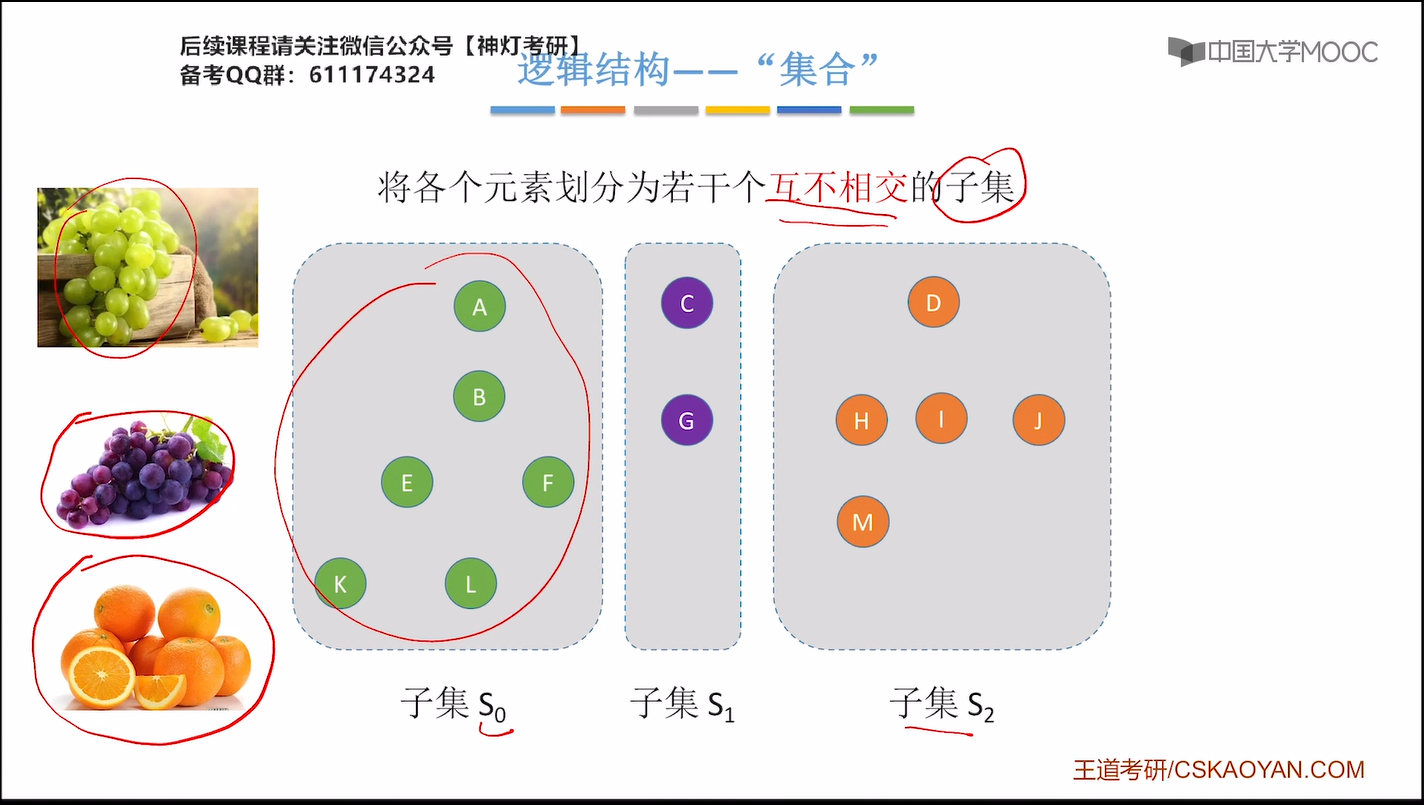 后续课程请关注微信公众号【神灯考研】
备考QQ群：611174324
逻辑结构——“集合”
中国大学MOOC
将各个元素划分为若干个互不相交的子集
A
B
E
F
K
L
C
G
D
H
I
J
M
子集 S0
子集 S1
子集 S2
王道考研/CSKAOYAN.COM